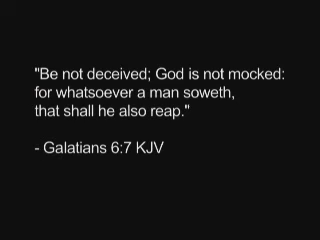 "Be not deceived; God is not mocked:
for whatsoever a man soweth,
that shall he also reap."
- Galatians 6:7 KJV